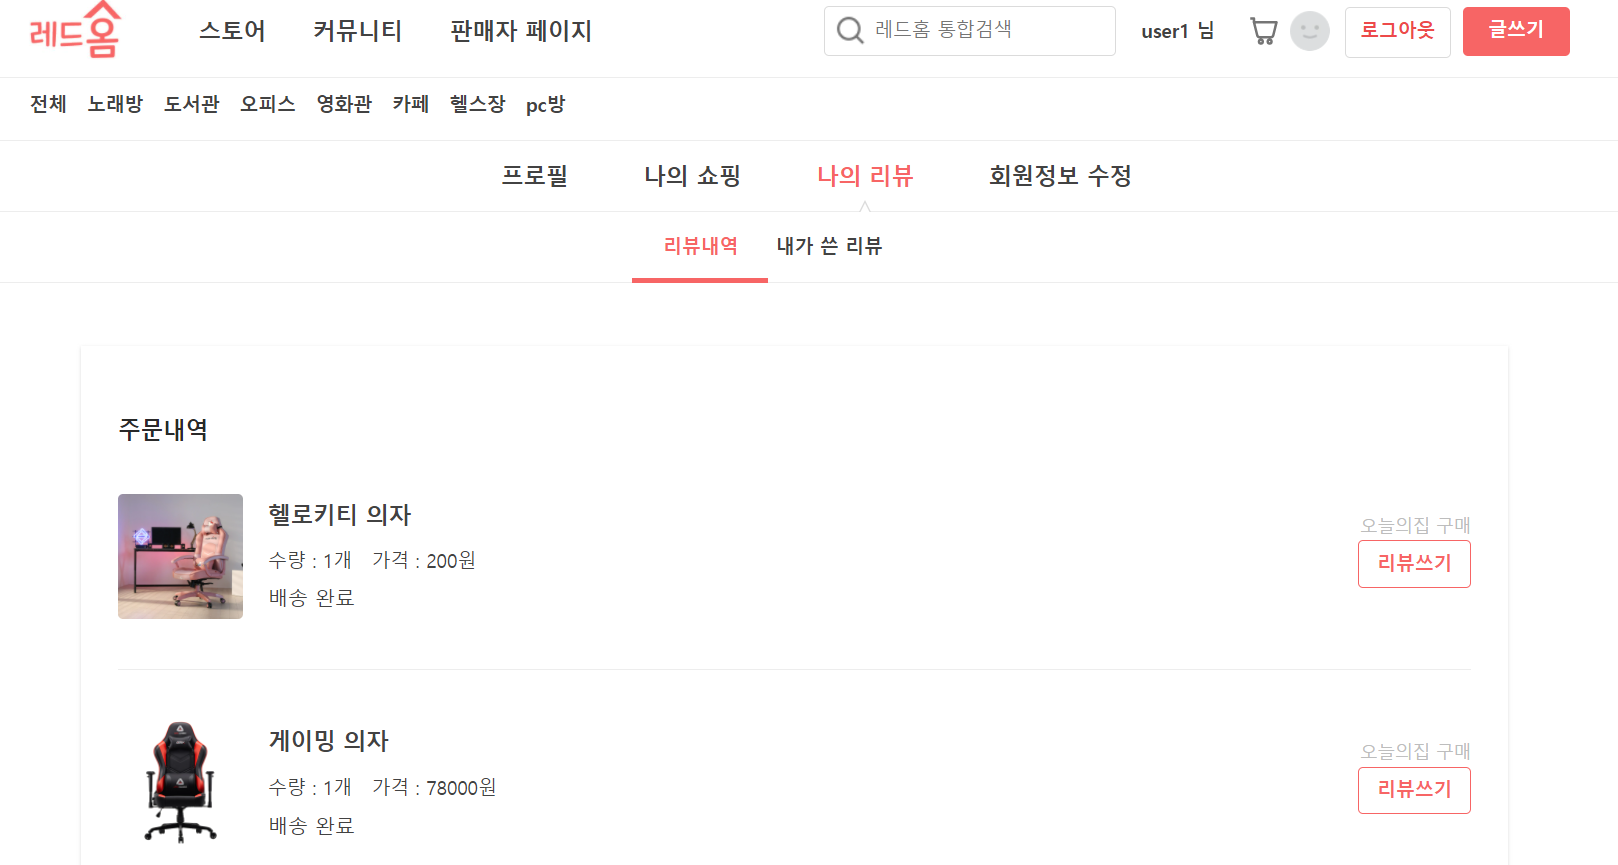 레드홈 스토어 커뮤니티 판매자 페이지 레드홈 통합검색 user1 님 로그아웃 글쓰기
전체 노래방 도서관 오피스 영화관 카페 헬스장 pc방
프로필 나의 쇼핑 나의 리뷰 회원정보 수정
리뷰내역 내가 쓴 리뷰
주문내역
헬로키티 의자
오늘의집 구매
수량 : 1개 가격 : 200원
리뷰쓰기
배송 완료
게이밍 의자
오늘의집 구매
수량 : 1개 가격 : 78000원
리뷰쓰기
배송 완료